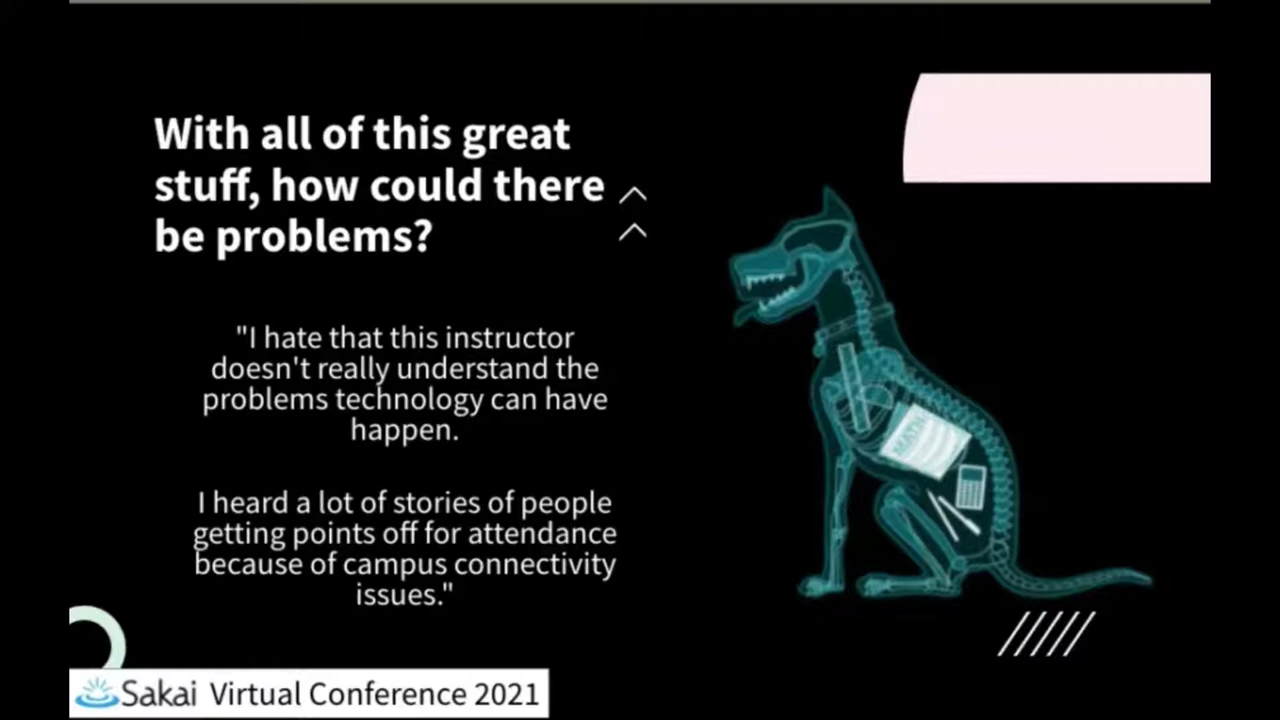 With all of this great
stuff, how could there
be problems?
"I hate that this instructor
doesn't really understand the
problems technology can have
happen.
I heard a lot of stories of people
getting points off for attendance
because of campus connectivity
issues."
MATH
Sakai Virtual Conference 2021